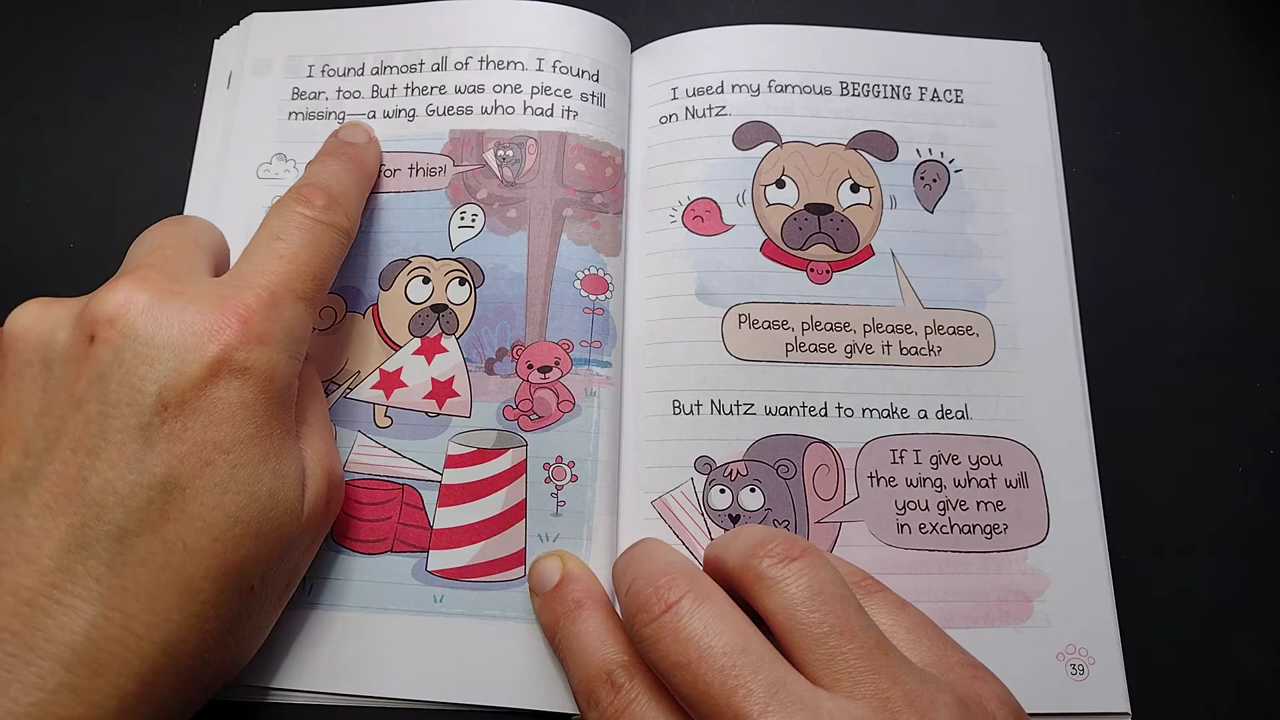 I found almost all of them. I found
Bear, too. But there was one piece still
missing—a wing. Guess who had it?
for this?!
I used my famous BEGGING FACE
on Nutz.
Please, please, please, please,
please give it back?
But Nutz wanted to make a deal.
If I give you
the wing, what will
you give me
in exchange?
39